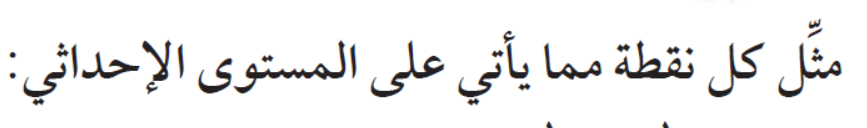 مثِّل كل نقطة مما يأتي على المستوى الإحداثي: